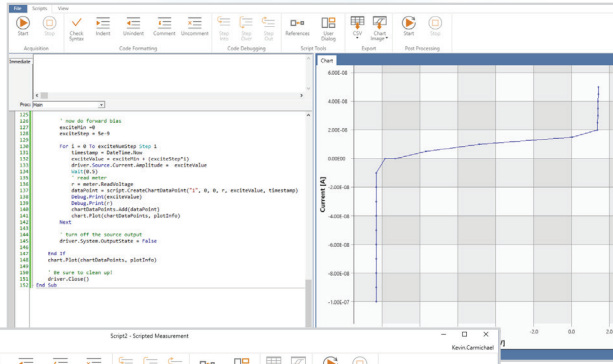 File Scripts View
Start Stop Check Syntax Indent Unindent Comment Uncomment Step Into Step Over Step Out References User Dialog CSV Chart Image Start Stop
Acquisition Code Formatting Code Debugging Script Tools Export Post Processing
Immediate
Chart
Proc: Main
125
126 ' now do forward bias
127 exciteMin =0
128 exciteStep = 5e-9
129
130 For i = 0 To exciteNumStep Step 1
131 timestamp = DateTime.Now
132 exciteValue = exciteMin + (exciteStep*i)
133 driver.Source.Current.Amplitude = exciteValue
134 Wait(0.5)
135 ' read meter
136 r = meter.ReadVoltage
137 dataPoint = script.CreateChartDataPoint("1", 0, 0, r, exciteValue, timestamp)
138 Debug.Print(exciteValue)
139 Debug.Print(r)
140 chartDataPoints.Add(dataPoint)
141 chart.Plot(chartDataPoints, plotInfo)
142 Next
143
144 ' turn off the source output
145 driver.System.OutputState = False
146
147 End If
148 chart.Plot(chartDataPoints, plotInfo)
149
150 ' Be sure to clean up!
151 driver.Close()
152 End Sub
6.00E-08
4.00E-08
2.00E-08
0.00E00
-2.00E-08
-4.00E-08
-6.00E-08
-8.00E-08
-1.00E-07
Current [A]
-2.0 0.0 2.0
Script2 - Scripted Measurement
Kevin.Carmichael